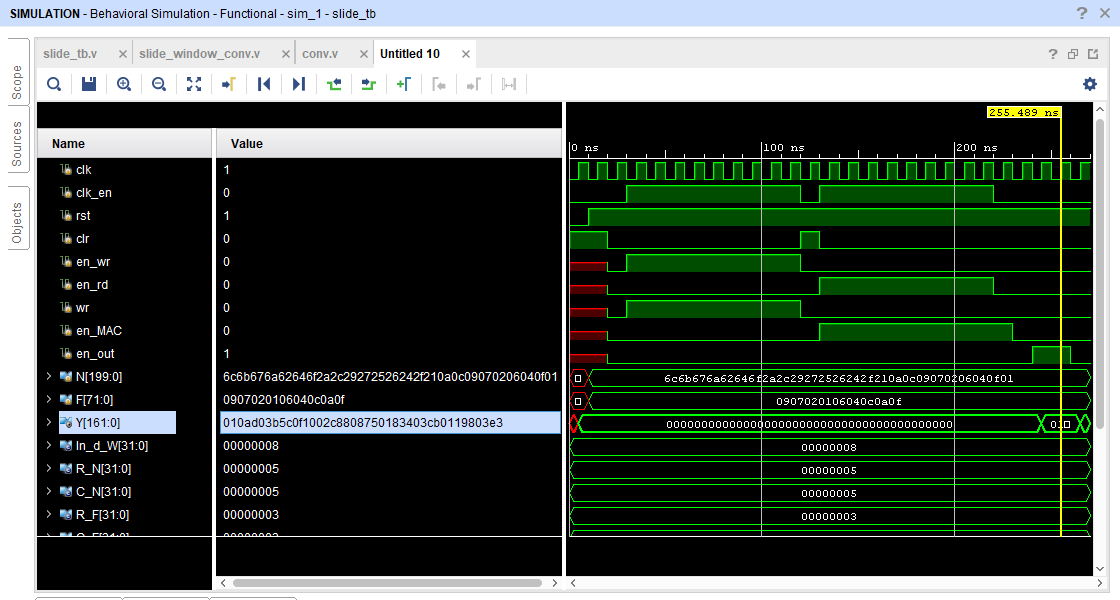 SIMULATION - Behavioral Simulation - Functional - sim_1 - slide_tb
Scope
Sources
Objects
slide_tb.v
slide_window_conv.v
conv.v
Untitled 10
255.489 ns
Name
Value
0 ns
100 ns
200 ns
clk 1
clk_en 0
rst 1
clr 0
en_wr 0
en_rd 0
wr 0
en_MAC 0
en_out 1
N[199:0] 6c6b676a62646f2a2c29272526242f210a0c09070206040f01 6c6b676a62646f2a2c29272526242f210a0c09070206040f01
F[71:0] 0907020106040c0a0f 0907020106040c0a0f
Y[161:0] 010ad03b5c0f1002c8808750183403cb0119803e3 00000000000000000000000000000000000000000
In_d_W[31:0] 00000008 00000008
R_N[31:0] 00000005 00000005
C_N[31:0] 00000005 00000005
R_F[31:0] 00000003 00000003